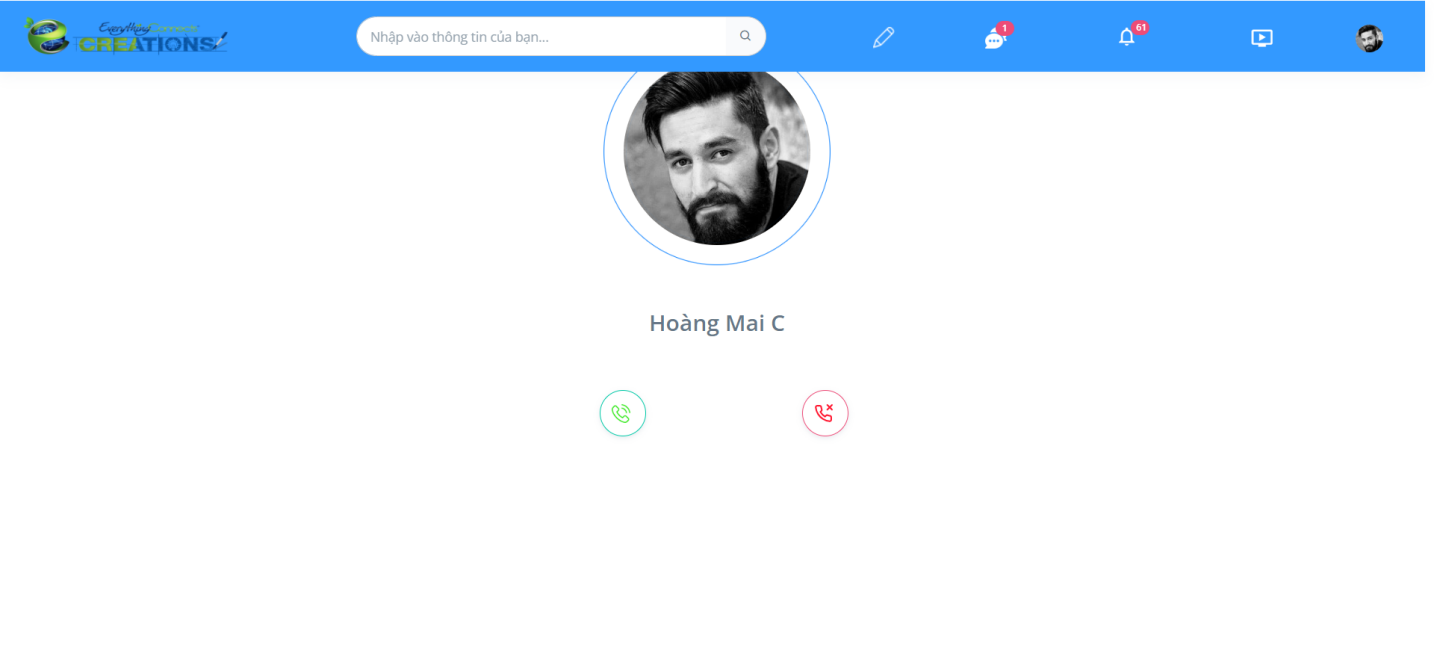 Everything Connects
CREATIONS
Nhập vào thông tin của bạn...
1
61
Hoàng Mai C